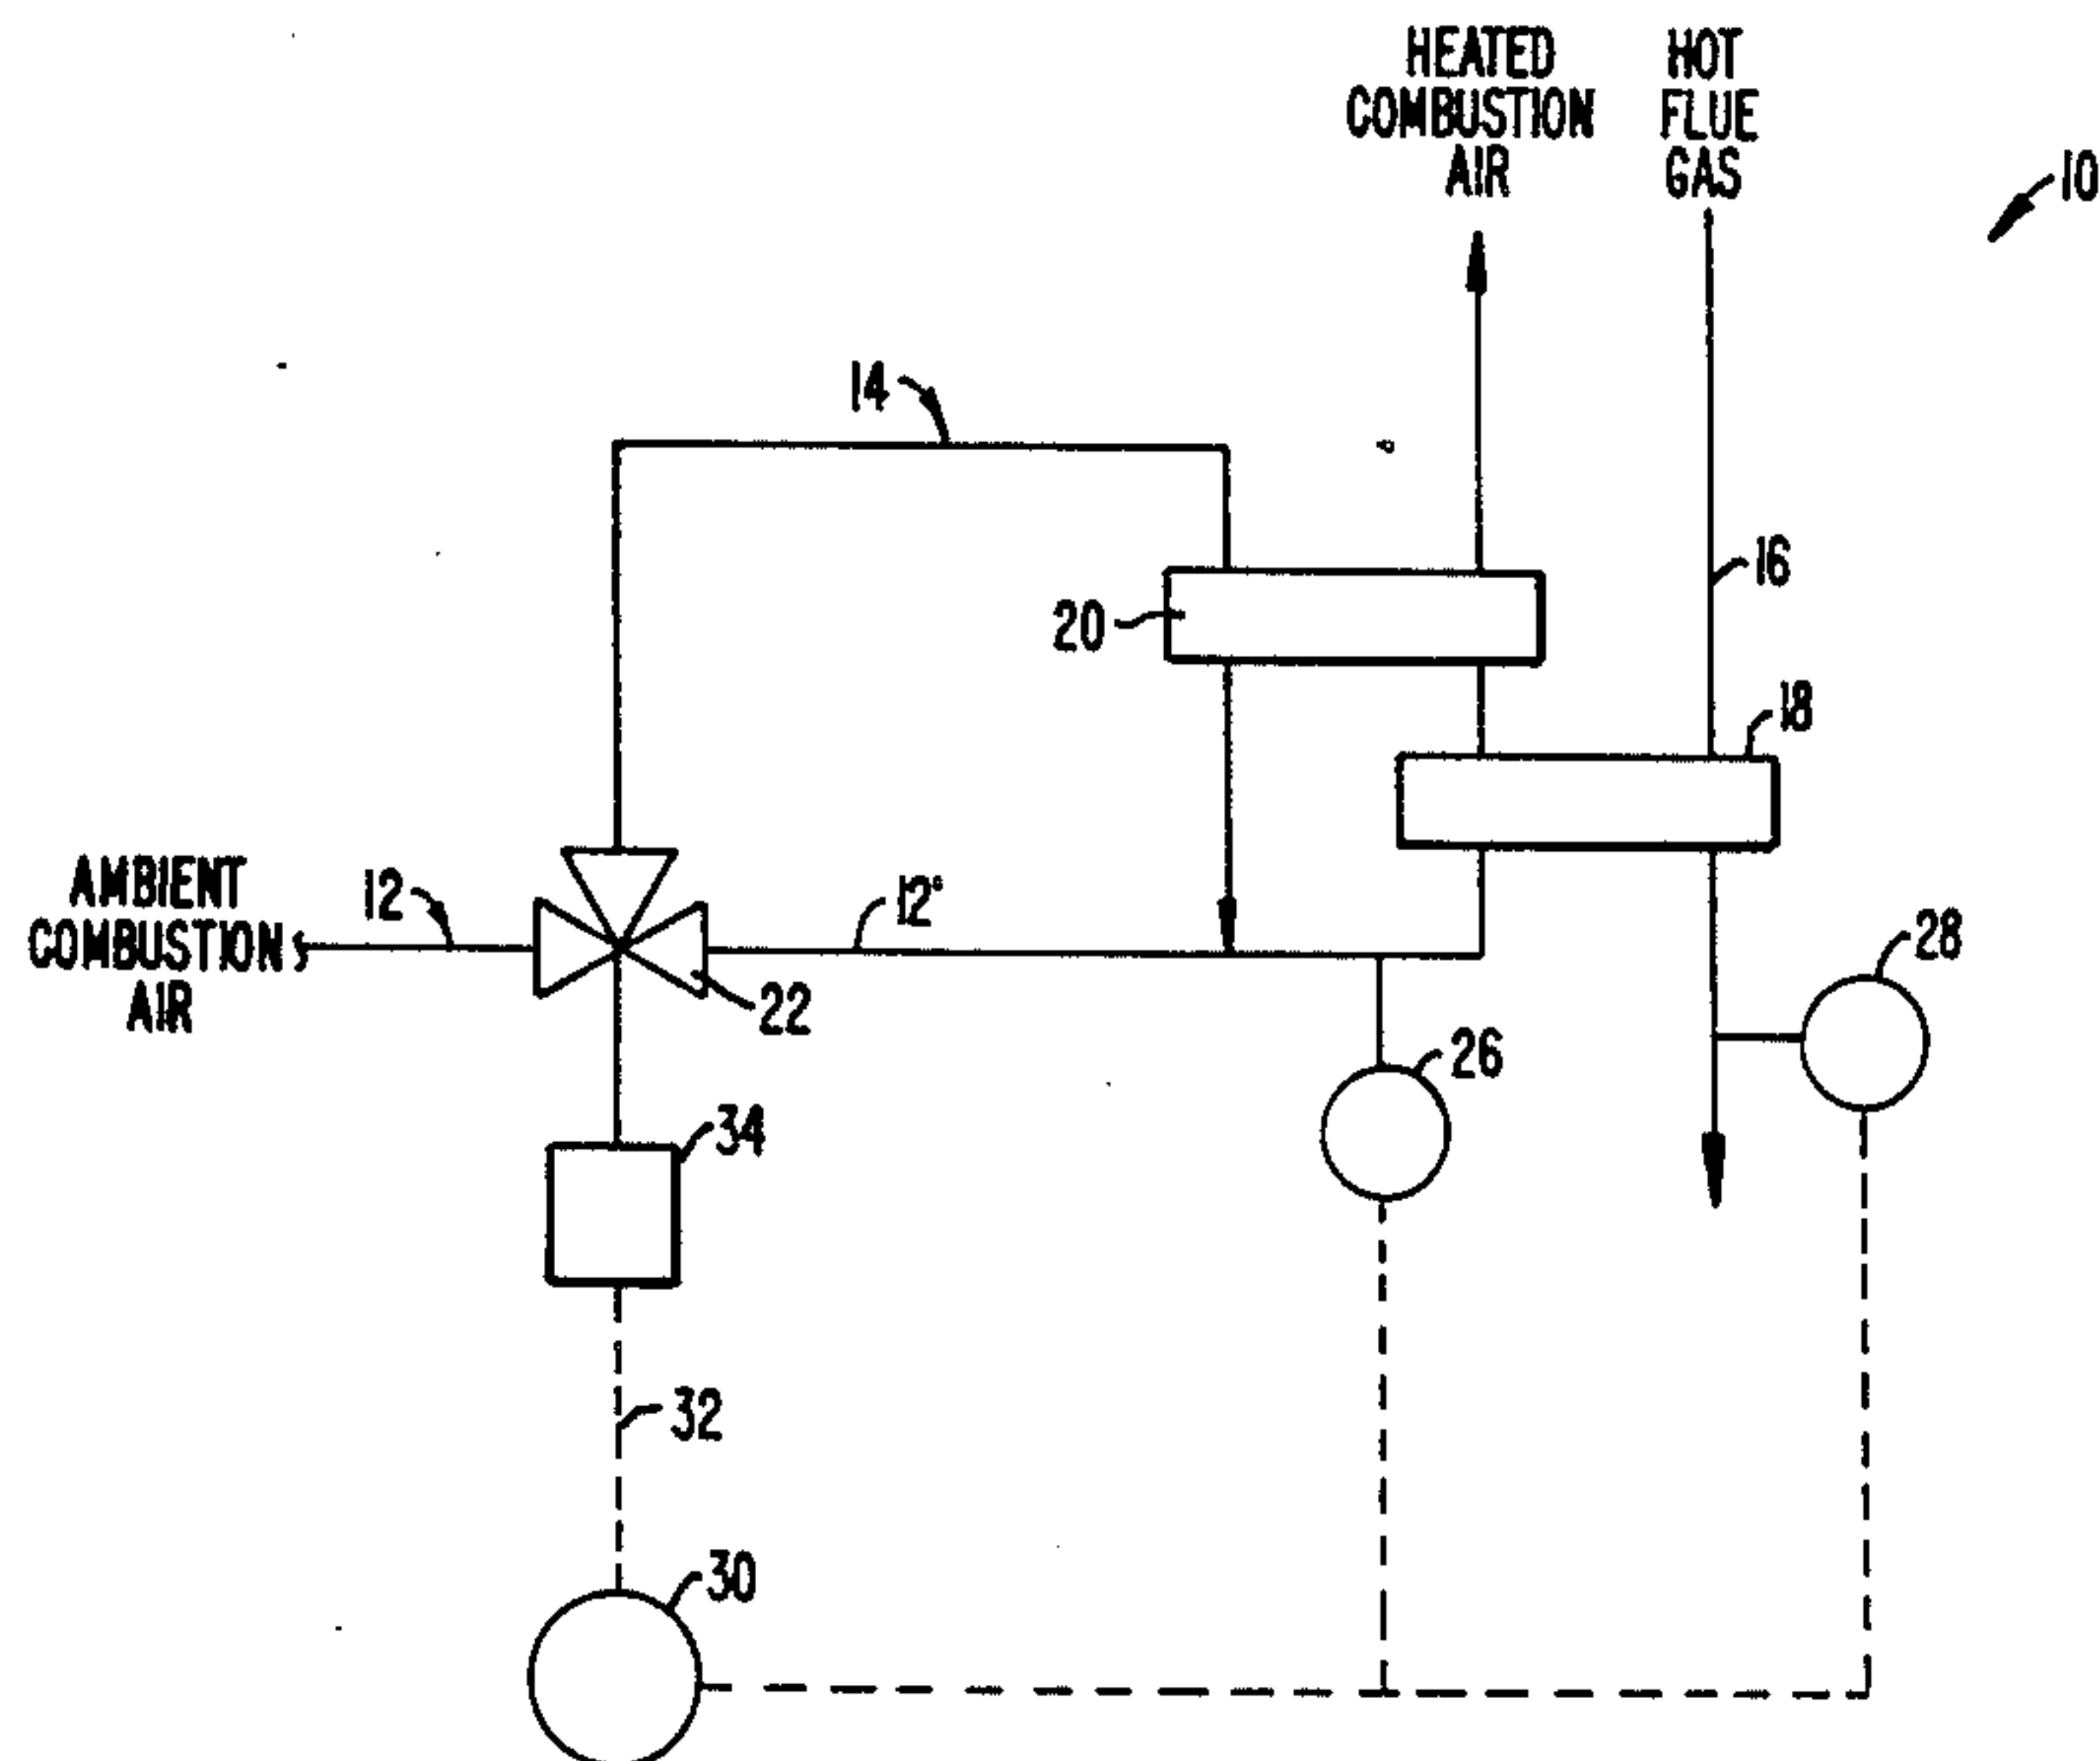 HEATED
COMBUSTION
AIR
HOT
FLUE
GAS
10
14
16
20
18
AMBIENT
COMBUSTION
AIR
12
12'
22
28
26
34
32
30